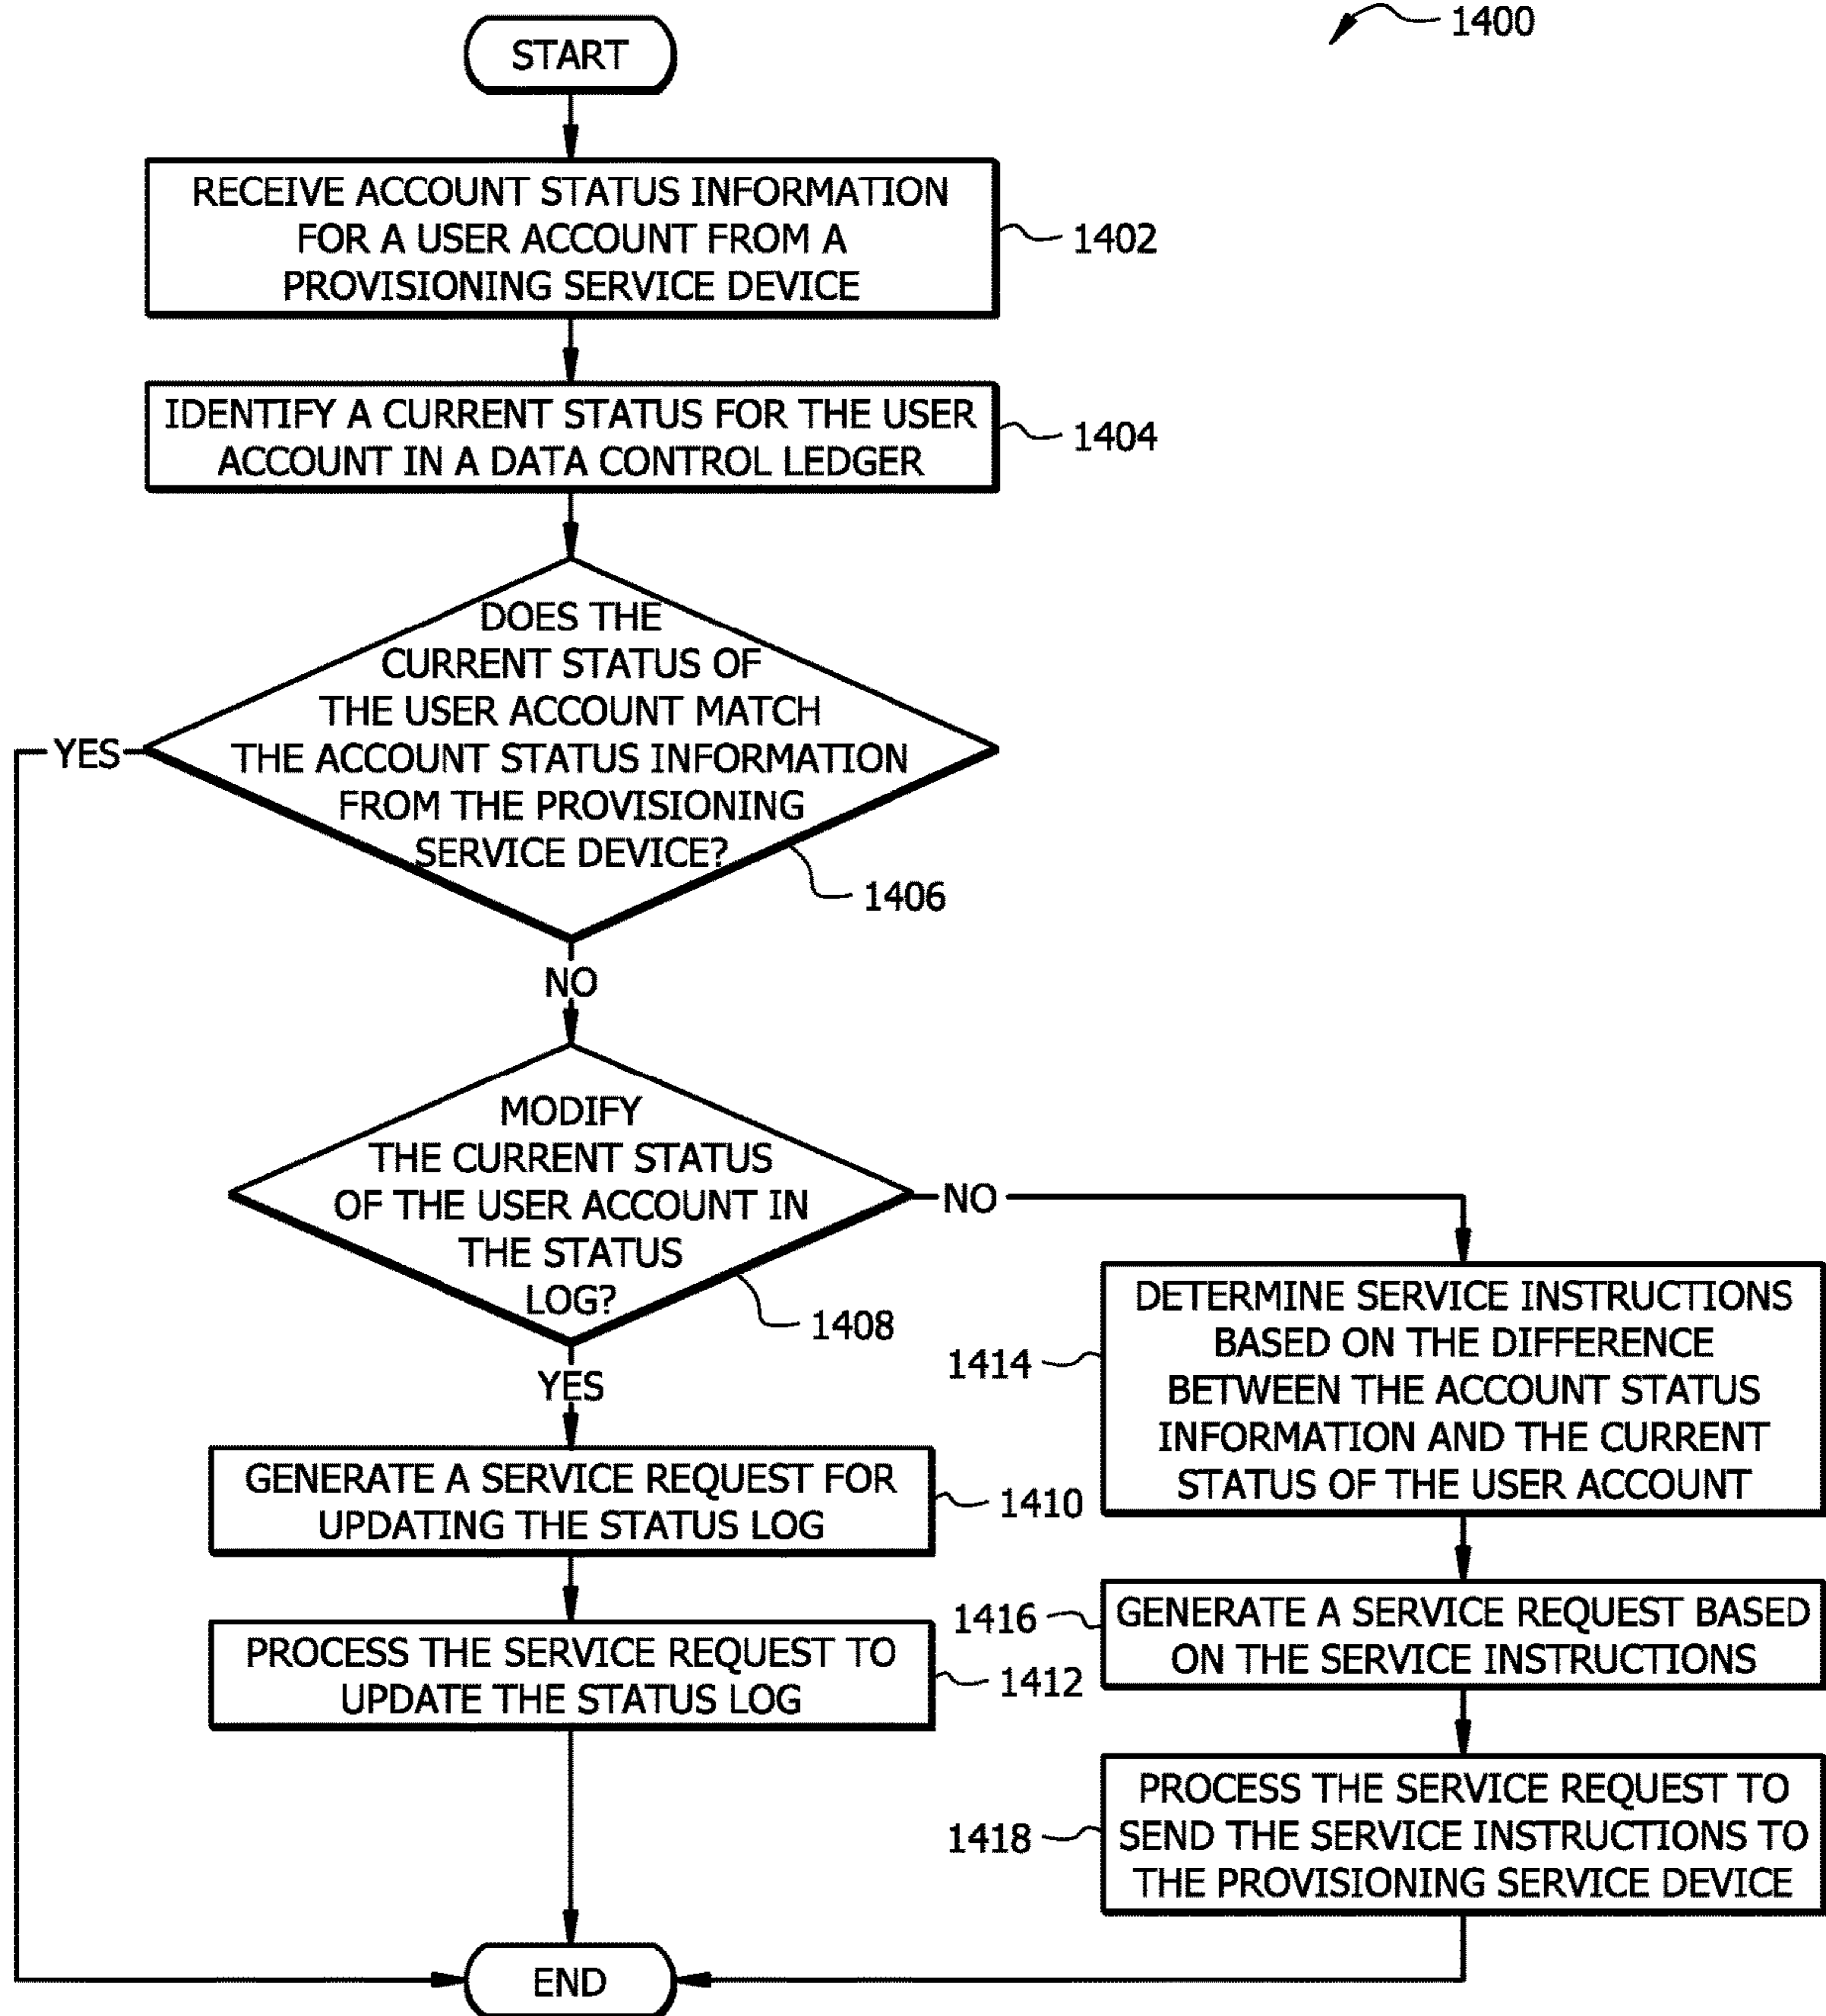 1400
START
RECEIVE ACCOUNT STATUS INFORMATION
FOR A USER ACCOUNT FROM A
PROVISIONING SERVICE DEVICE
1402
IDENTIFY A CURRENT STATUS FOR THE USER
ACCOUNT IN A DATA CONTROL LEDGER
1404
DOES THE
CURRENT STATUS OF
THE USER ACCOUNT MATCH
THE ACCOUNT STATUS INFORMATION
FROM THE PROVISIONING
SERVICE DEVICE?
1406
YES
NO
MODIFY
THE CURRENT STATUS
OF THE USER ACCOUNT IN
THE STATUS
LOG?
1408
NO
YES
GENERATE A SERVICE REQUEST FOR
UPDATING THE STATUS LOG
1410
PROCESS THE SERVICE REQUEST TO
UPDATE THE STATUS LOG
1412
DETERMINE SERVICE INSTRUCTIONS
BASED ON THE DIFFERENCE
BETWEEN THE ACCOUNT STATUS
INFORMATION AND THE CURRENT
STATUS OF THE USER ACCOUNT
1414
GENERATE A SERVICE REQUEST BASED
ON THE SERVICE INSTRUCTIONS
1416
PROCESS THE SERVICE REQUEST TO
SEND THE SERVICE INSTRUCTIONS TO
THE PROVISIONING SERVICE DEVICE
1418
END